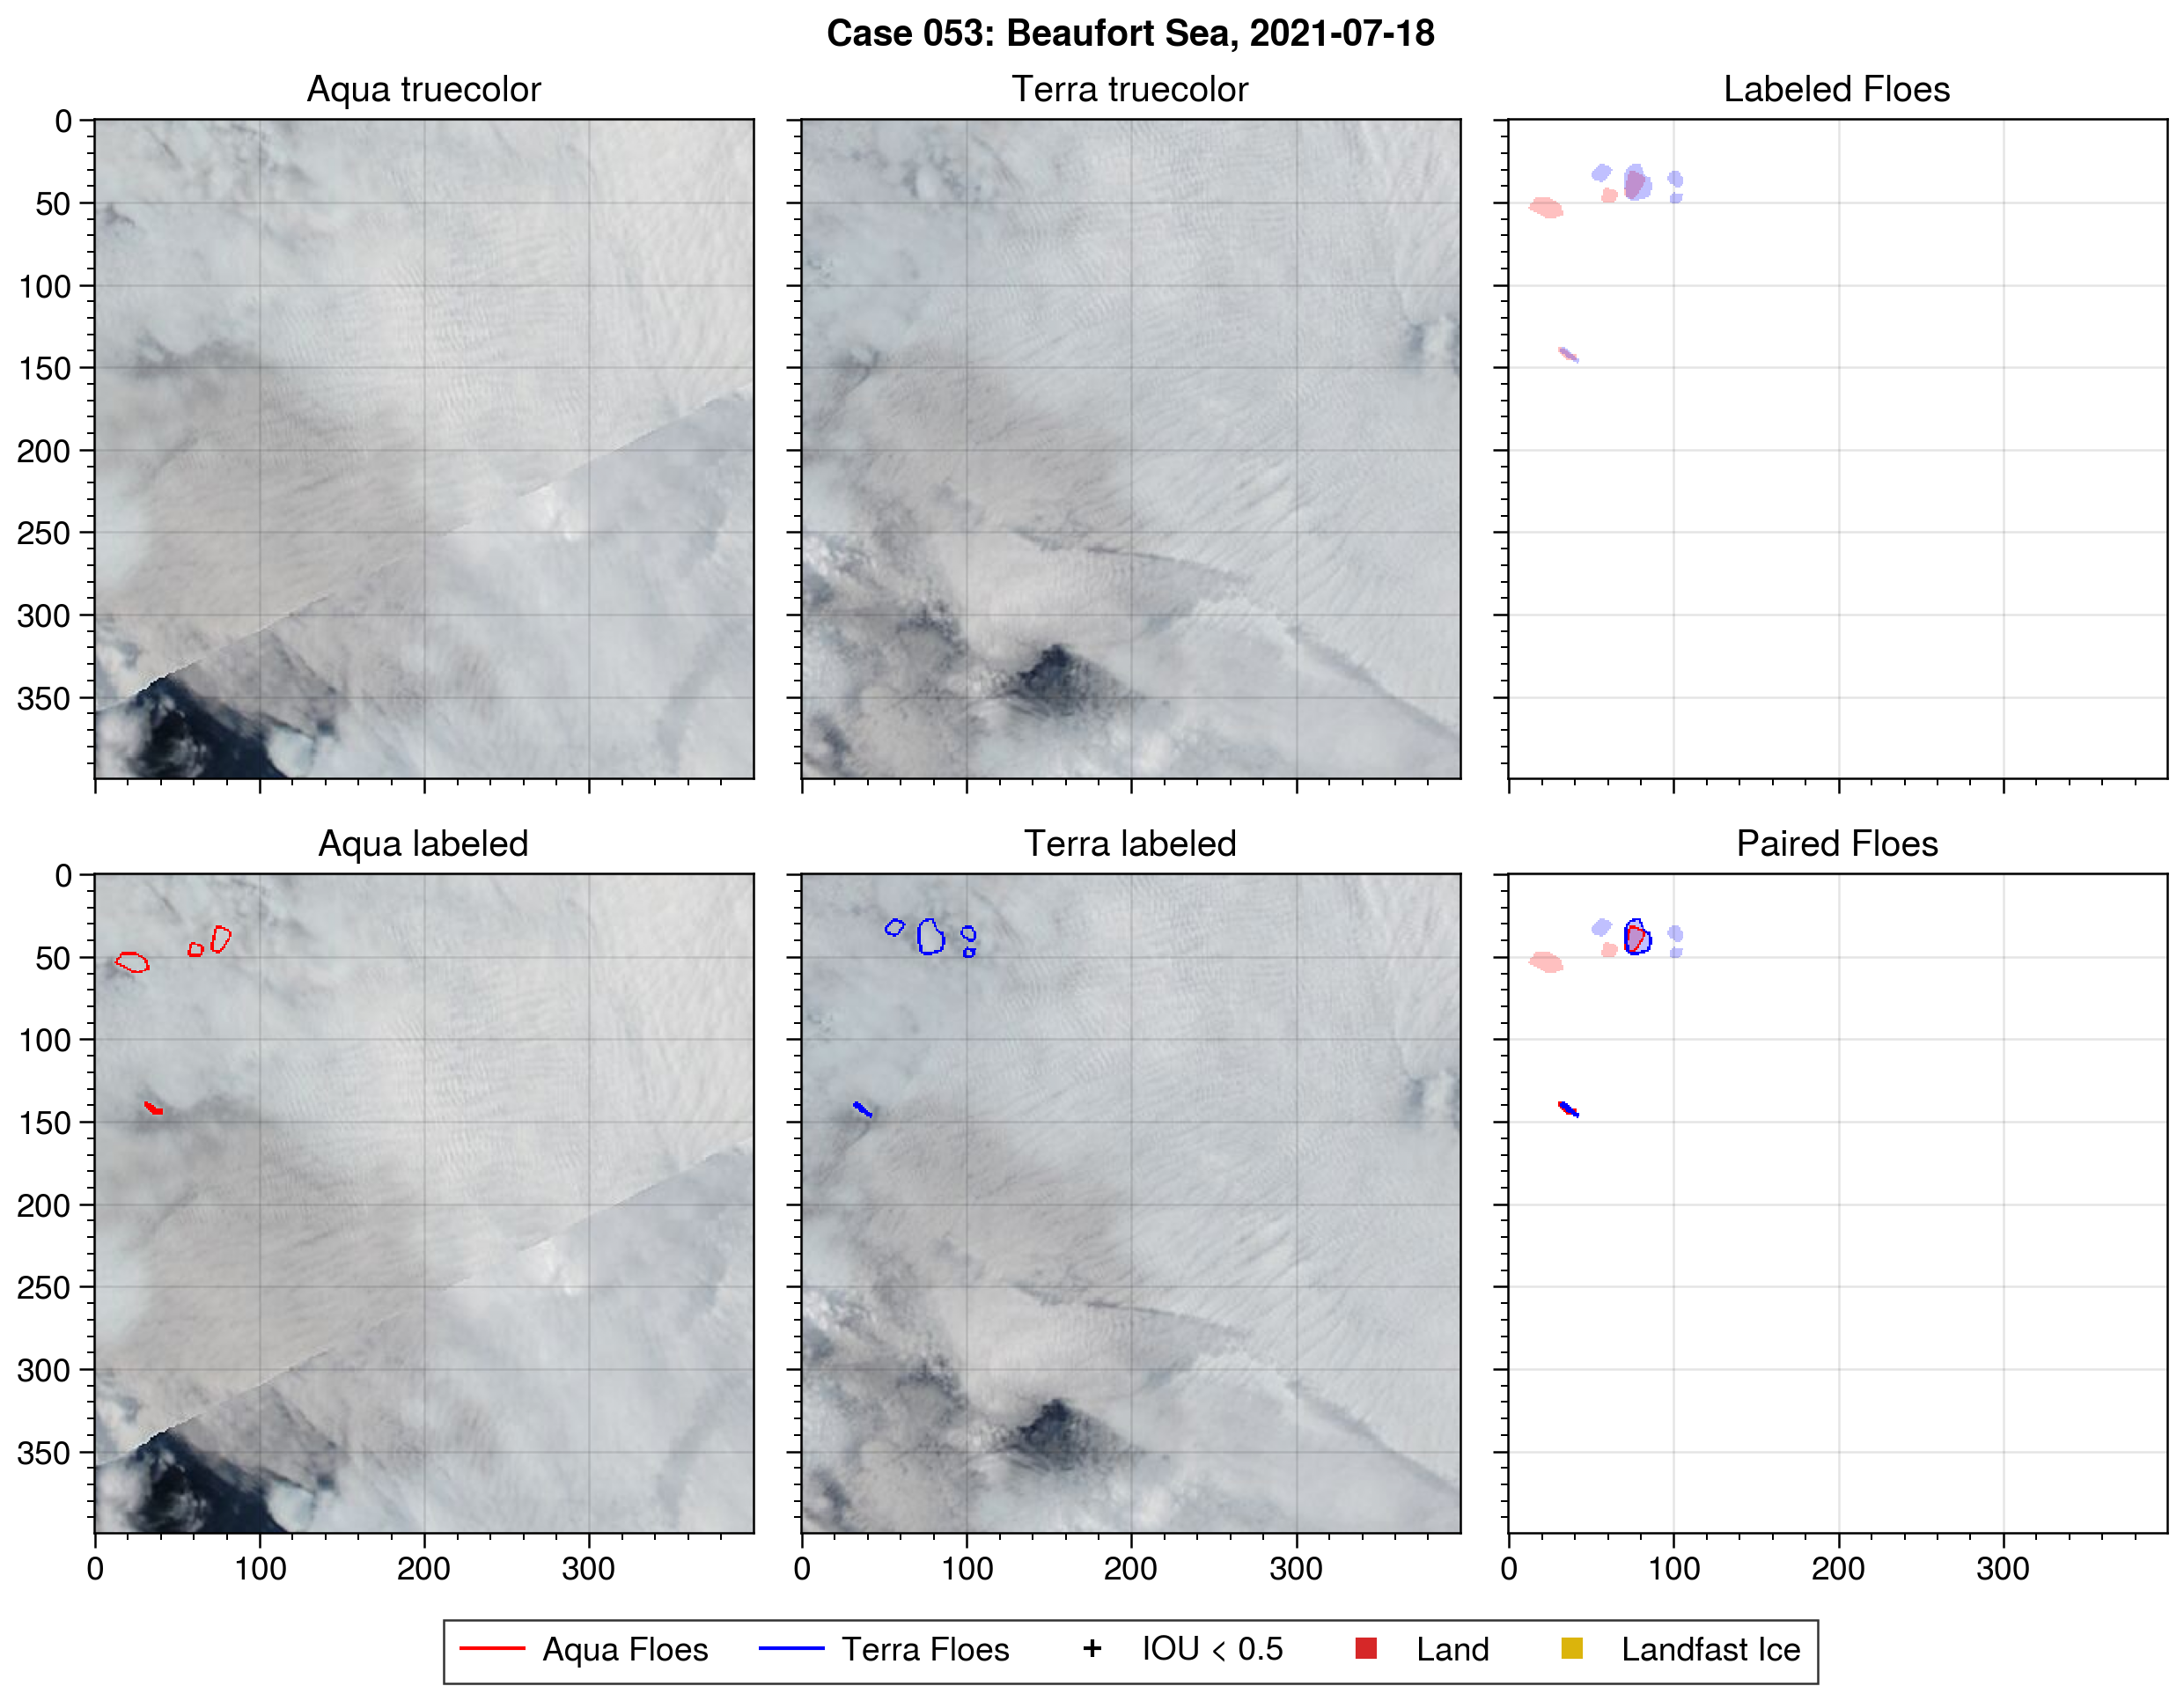 Case 053: Beaufort Sea, 2021-07-18
Aqua truecolor
Terra truecolor
Labeled Floes
0
50
100
150
200
250
300
350
Aqua labeled
Terra labeled
Paired Floes
0
50
100
150
200
250
300
350
0 100 200 300
0 100 200 300
0 100 200 300
Aqua Floes Terra Floes + IOU < 0.5 Land Landfast Ice